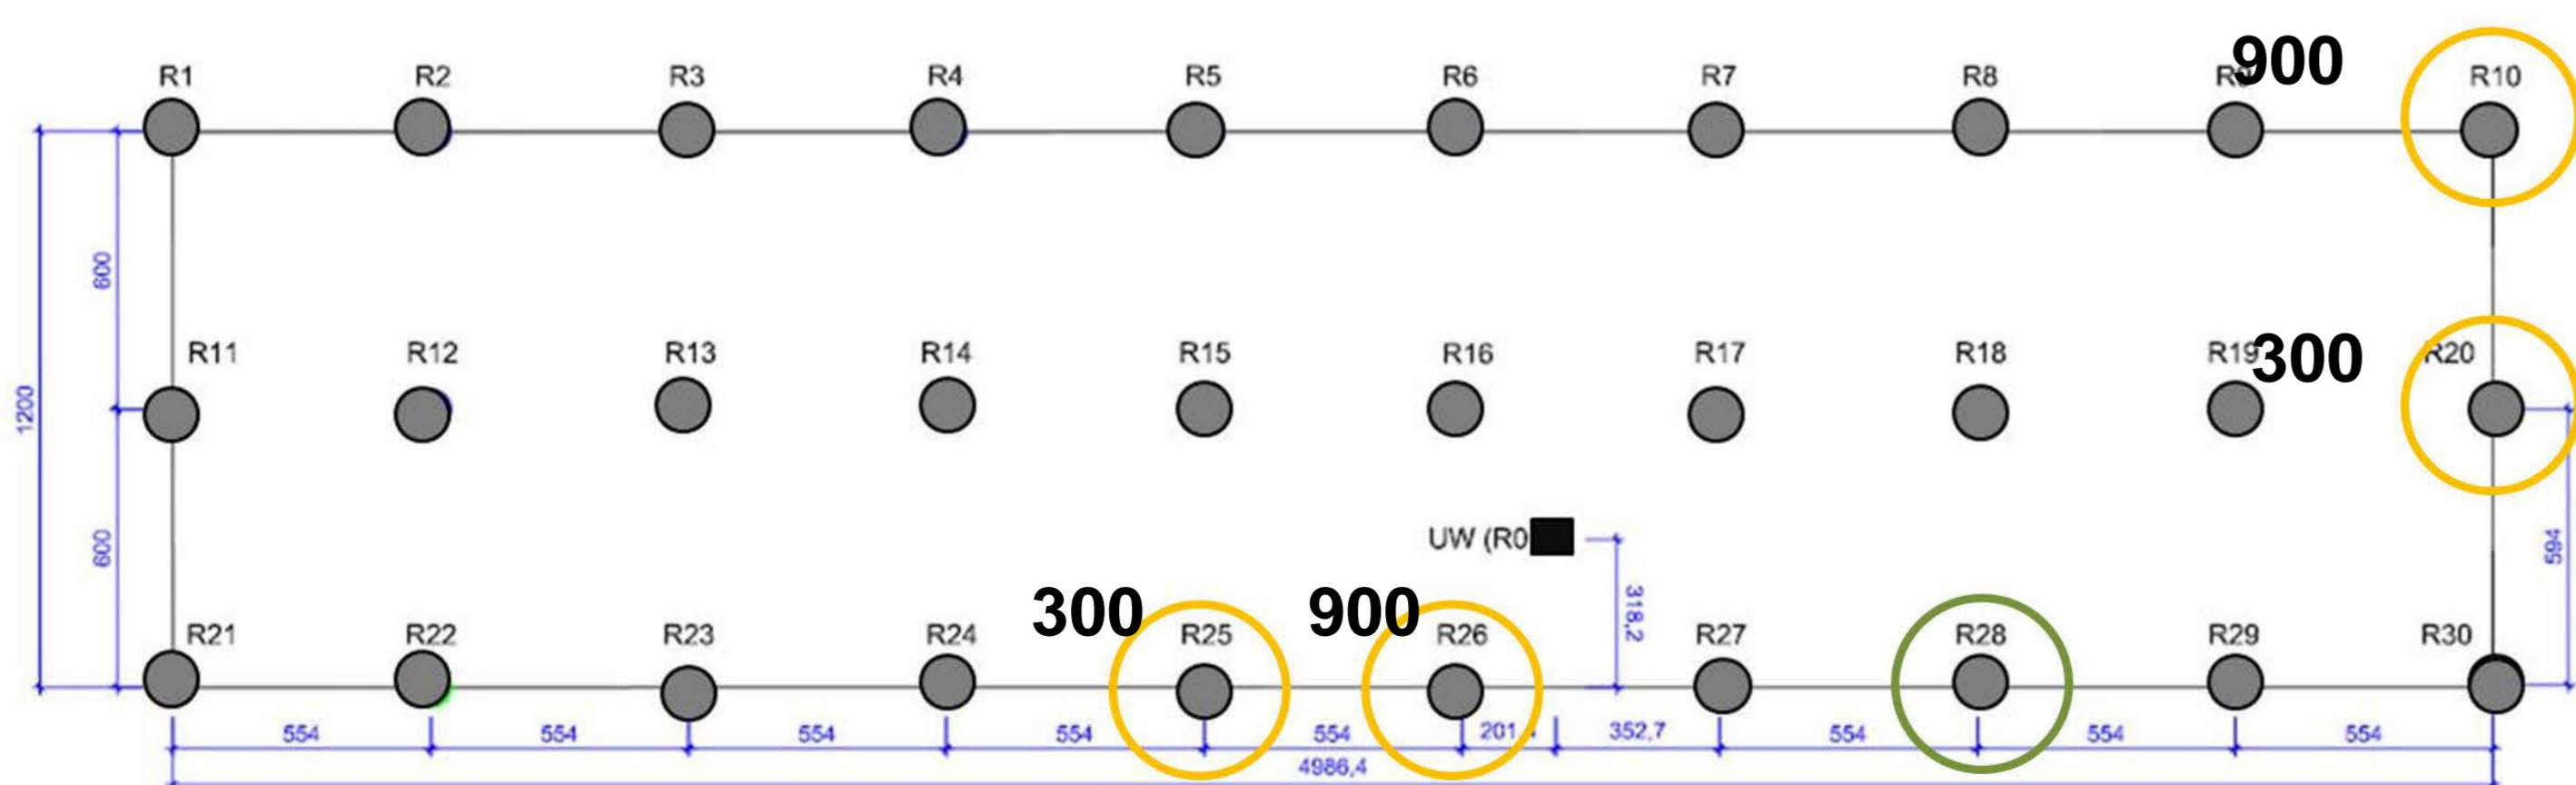 R1 R2 R3 R4 R5 R6 R7 R8 900 R10
600
R11 R12 R13 R14 R15 R16 R17 R18 R19 300 R20
1200
600
UW (R0
318,2
594
300 900
R21 R22 R23 R24 R25 R26 R27 R28 R29 R30
554 554 554 554 554 352,7 554 554 554
4986,4